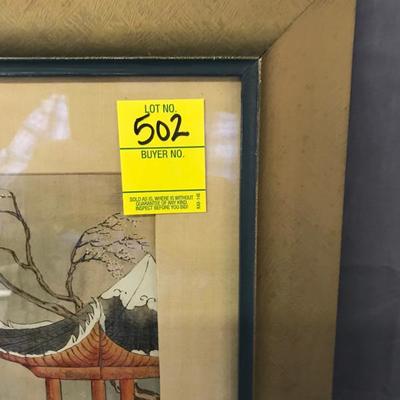 LOT NO.
502
BUYER NO.
SOLD AS IS, WHERE IS WITHOUT
GUARANTEE OF ANY KIND.
INSPECT BEFORE YOU BID!